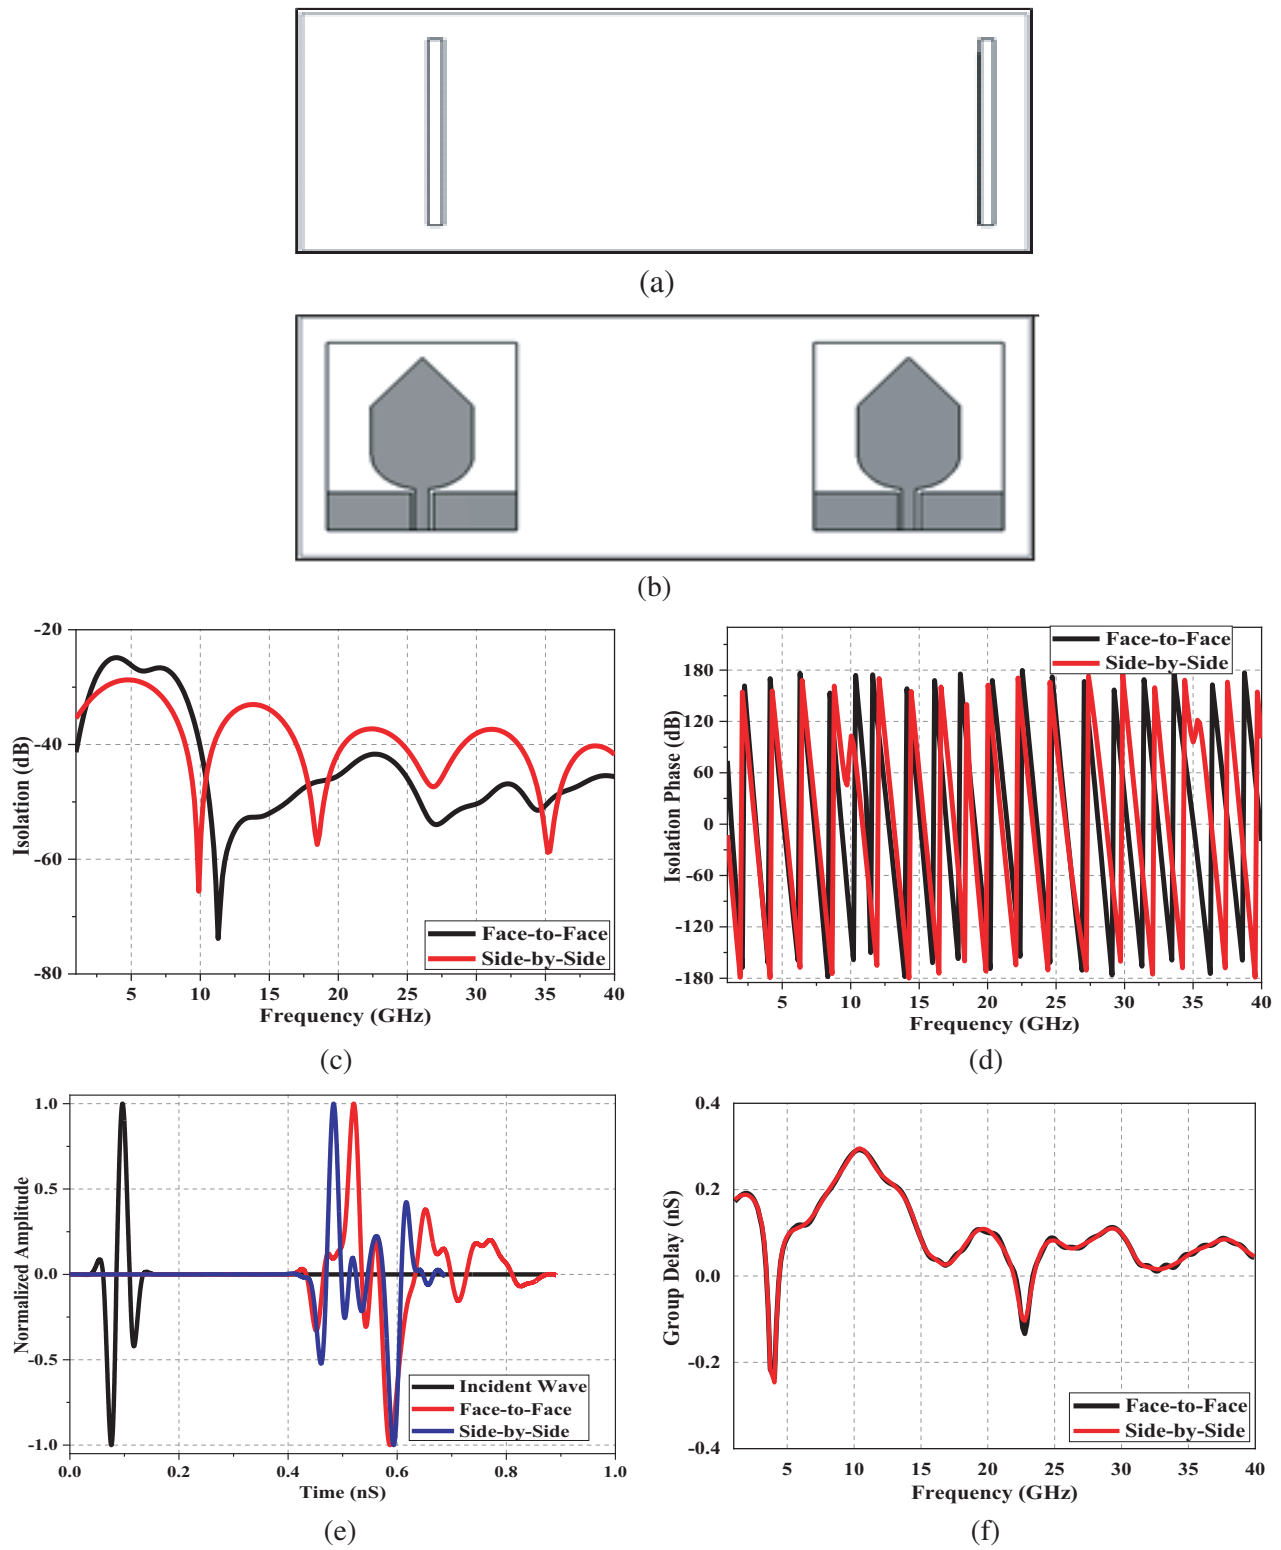 (a)
(b)
-20
-40
-60
-80
Isolation (dB)
Face-to-Face
Side-by-Side
5 10 15 20 25 30 35 40
Frequency (GHz)
(c)
180
120
60
0
-60
-120
-180
Isolation Phase (dB)
Face-to-Face
Side-by-Side
5 10 15 20 25 30 35 40
Frequency (GHz)
(d)
1.0
0.5
0.0
-0.5
-1.0
Normalized Amplitude
Incident Wave
Face-to-Face
Side-by-Side
0.0 0.2 0.4 0.6 0.8 1.0
Time (nS)
(e)
0.4
0.2
0.0
-0.2
-0.4
Group Delay (nS)
Face-to-Face
Side-by-Side
5 10 15 20 25 30 35 40
Frequency (GHz)
(f)